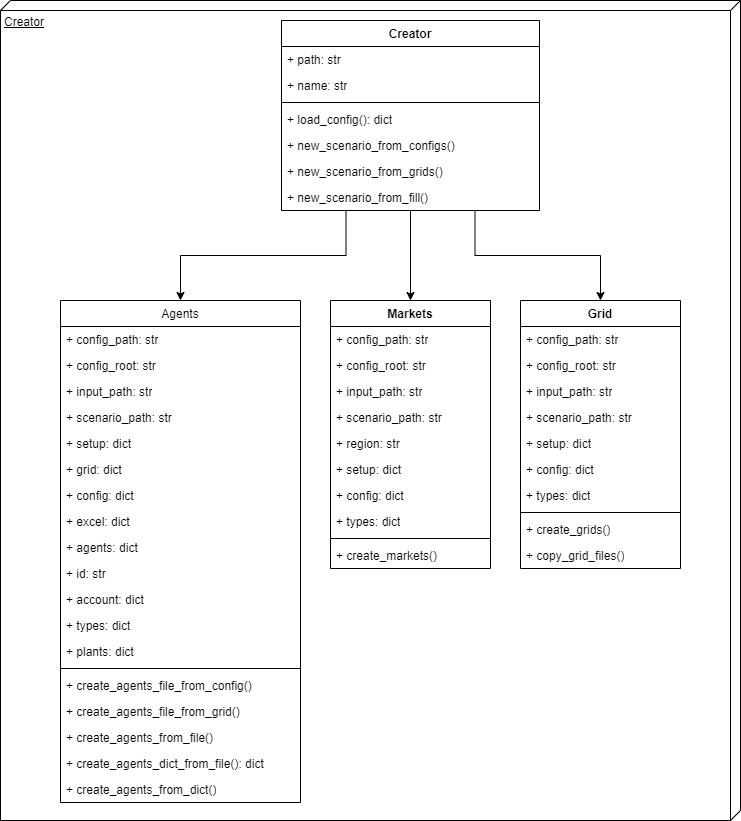 Creator
Creator
+ path: str
+ name: str
+ load_config(): dict
+ new_scenario_from_configs()
+ new_scenario_from_grids()
+ new_scenario_from_fill()
Agents
+ config_path: str
+ config_root: str
+ input_path: str
+ scenario_path: str
+ setup: dict
+ grid: dict
+ config: dict
+ excel: dict
+ agents: dict
+ id: str
+ account: dict
+ types: dict
+ plants: dict
+ create_agents_file_from_config()
+ create_agents_file_from_grid()
+ create_agents_from_file()
+ create_agents_dict_from_file(): dict
+ create_agents_from_dict()
Markets
+ config_path: str
+ config_root: str
+ input_path: str
+ scenario_path: str
+ region: str
+ setup: dict
+ config: dict
+ types: dict
+ create_markets()
Grid
+ config_path: str
+ config_root: str
+ input_path: str
+ scenario_path: str
+ setup: dict
+ config: dict
+ types: dict
+ create_grids()
+ copy_grid_files()